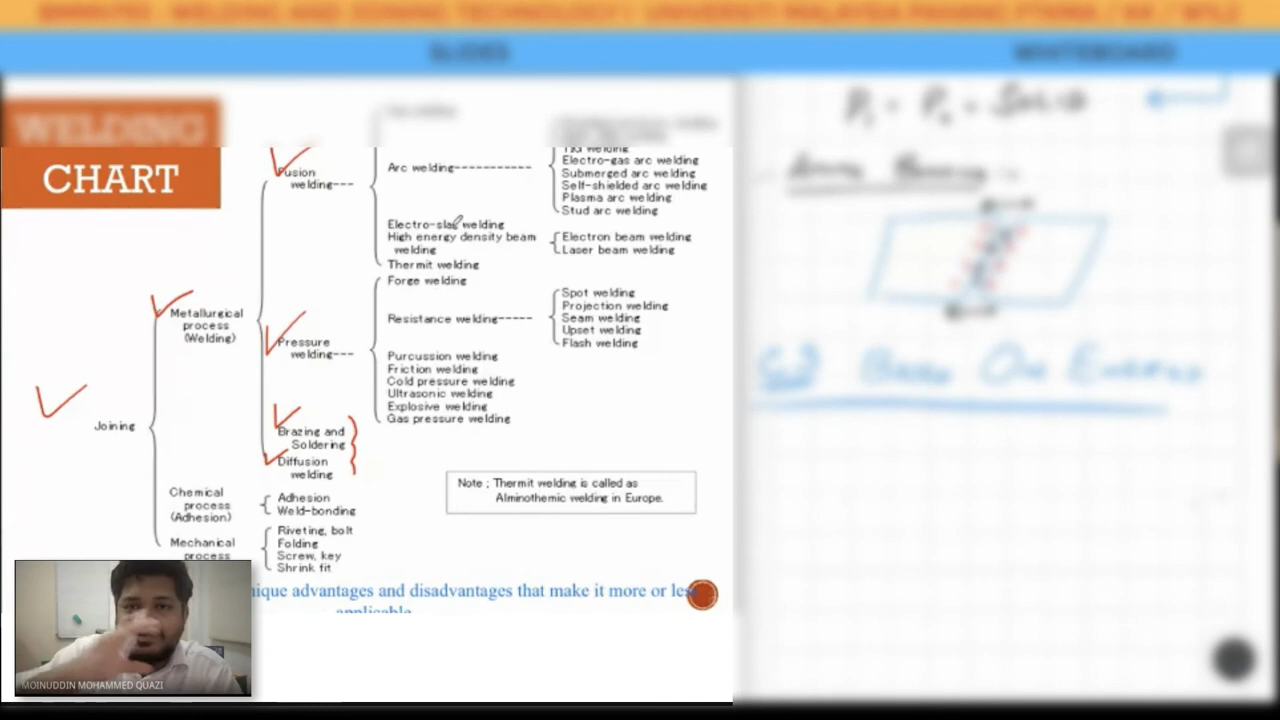 SLIDES
WHITEBOARD
WELDING
CHART
Fusion
welding---
Arc welding----------
Electro-gas arc welding
Submerged arc welding
Self-shielded arc welding
Plasma arc welding
Stud arc welding
Electro-slag welding
High energy density beam
welding
Electron beam welding
Laser beam welding
Thermit welding
Forge welding
Joining
Metallurgical
process
(Welding)
Pressure
welding---
Resistance welding-----
Spot welding
Projection welding
Seam welding
Upset welding
Flash welding
Purcussion welding
Friction welding
Cold pressure welding
Ultrasonic welding
Explosive welding
Gas pressure welding
Brazing and
Soldering
Diffusion
welding
Note ; Thermit welding is called as
Alminothemic welding in Europe.
Chemical
process
(Adhesion)
Adhesion
Weld-bonding
Mechanical
process
Riveting, bolt
Folding
Screw, key
Shrink fit
nique advantages and disadvantages that make it more or less
applicable
MOINUDDIN MOHAMMED QUAZI